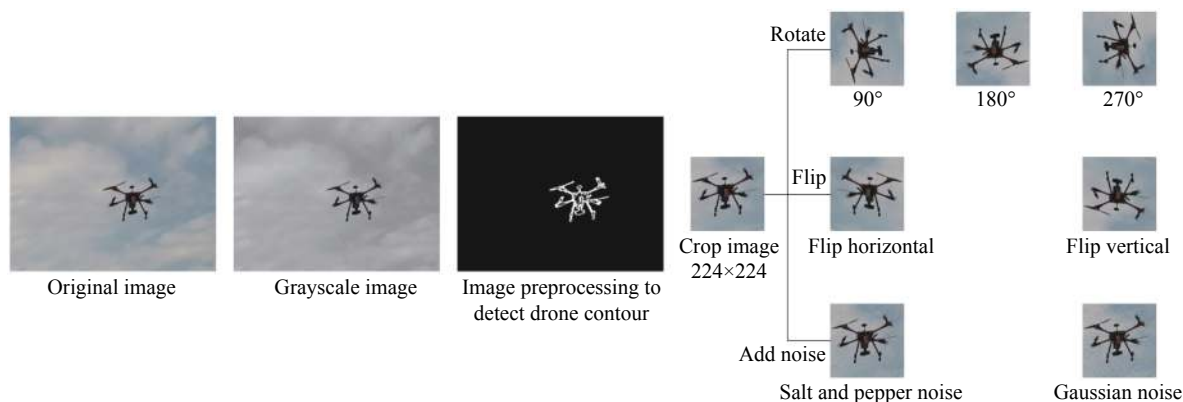 Rotate
90°
180°
270°
Flip
Original image
Grayscale image
Image preprocessing to
detect drone contour
Crop image
224×224
Flip horizontal
Flip vertical
Add noise
Salt and pepper noise
Gaussian noise